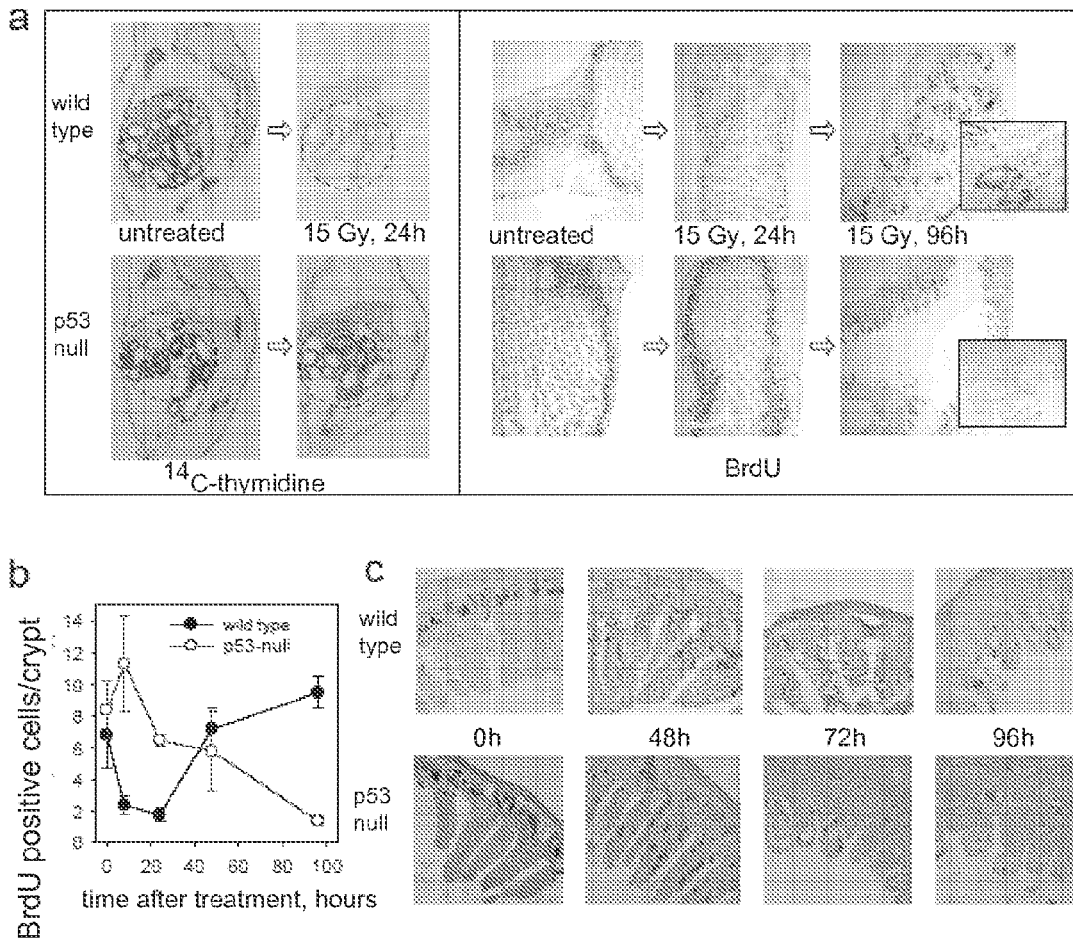 a
wild
type
untreated
15 Gy, 24h
untreated
15 Gy, 24h
15 Gy, 96h
p53
null
¹⁴C-thymidine
BrdU
b
BrdU positive cells/crypt
14
12
10
8
6
4
2
0
wild type
p53-null
0 20 40 60 80 100
time after treatment, hours
c
wild
type
0h
48h
72h
96h
p53
null